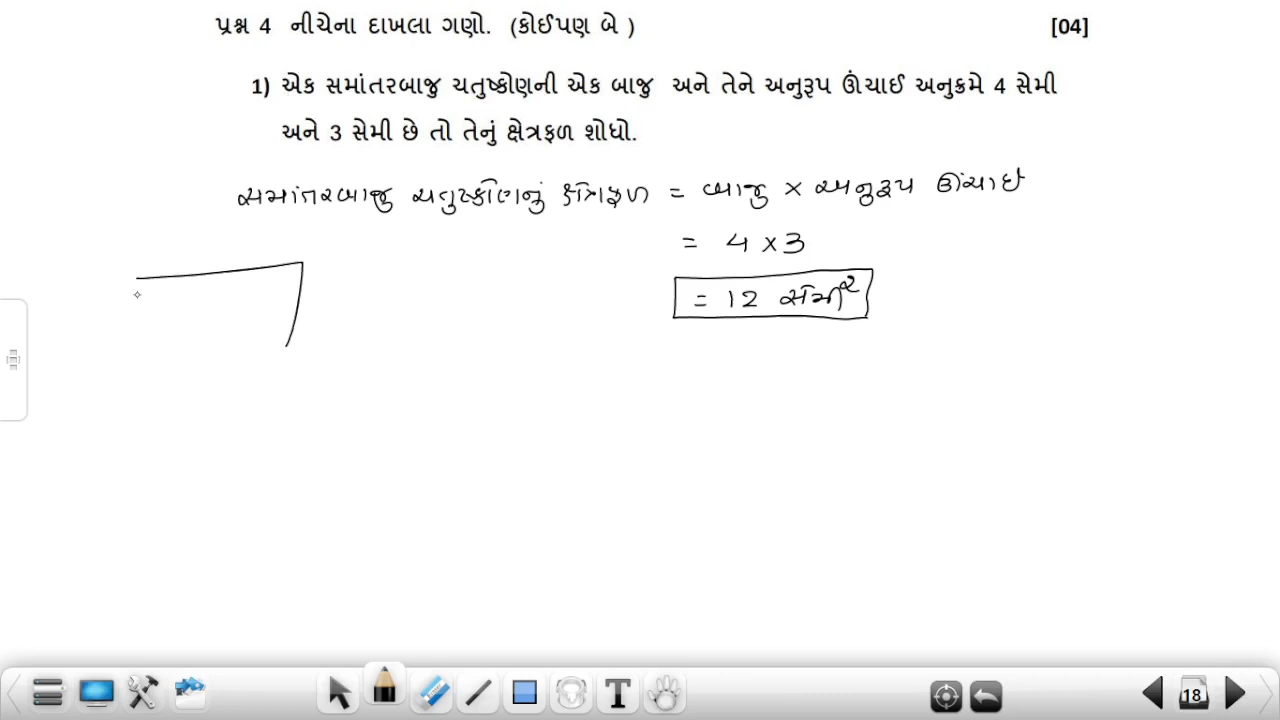 પ્રશ્ન 4 નીચેના દાખલા ગણો. (કોઈપણ બે ) [04]
1) એક સમાંતરબાજુ ચતુષ્કોણની એક બાજુ અને તેને અનુરૂપ ઊંચાઈ અનુક્રમે 4 સેમી
અને 3 સેમી છે તો તેનું ક્ષેત્રફળ શોધો.
સમાંતરબાજુ ચતુષ્કોણનું ક્ષેત્રફળ = બાજુ × અનુરૂપ ઊંચાઈ
= 4 × 3
= 12 સેમી²
18